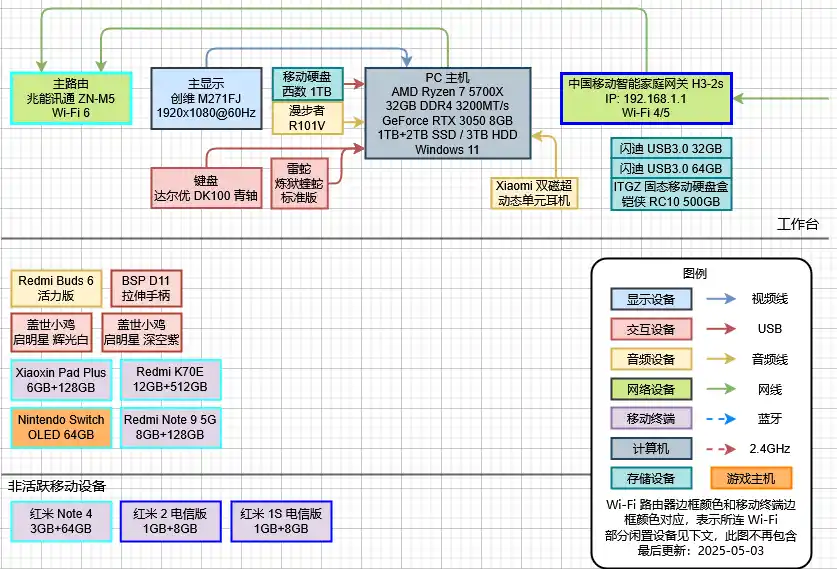 主路由
兆能讯通 ZN-M5
Wi-Fi 6
主显示
创维 M271FJ
1920x1080@60Hz
移动硬盘
西数 1TB
漫步者
R101V
PC 主机
AMD Ryzen 7 5700X
32GB DDR4 3200MT/s
GeForce RTX 3050 8GB
1TB+2TB SSD / 3TB HDD
Windows 11
中国移动智能家庭网关 H3-2s
IP: 192.168.1.1
Wi-Fi 4/5
键盘
达尔优 DK100 青轴
雷蛇
炼狱蝰蛇
标准版
Xiaomi 双磁超
动态单元耳机
闪迪 USB3.0 32GB
闪迪 USB3.0 64GB
ITGZ 固态移动硬盘盒
铠侠 RC10 500GB
工作台
Redmi Buds 6
活力版
BSP D11
拉伸手柄
盖世小鸡
启明星 辉光白
盖世小鸡
启明星 深空紫
Xiaoxin Pad Plus
6GB+128GB
Redmi K70E
12GB+512GB
Nintendo Switch
OLED 64GB
Redmi Note 9 5G
8GB+128GB
非活跃移动设备
红米 Note 4
3GB+64GB
红米 2 电信版
1GB+8GB
红米 1S 电信版
1GB+8GB
图例
显示设备
视频线
交互设备
USB
音频设备
音频线
网络设备
网线
移动终端
蓝牙
计算机
2.4GHz
存储设备
游戏主机
Wi-Fi 路由器边框颜色和移动终端边
框颜色对应，表示所连 Wi-Fi
部分闲置设备见下文，此图不再包含
最后更新：2025-05-03